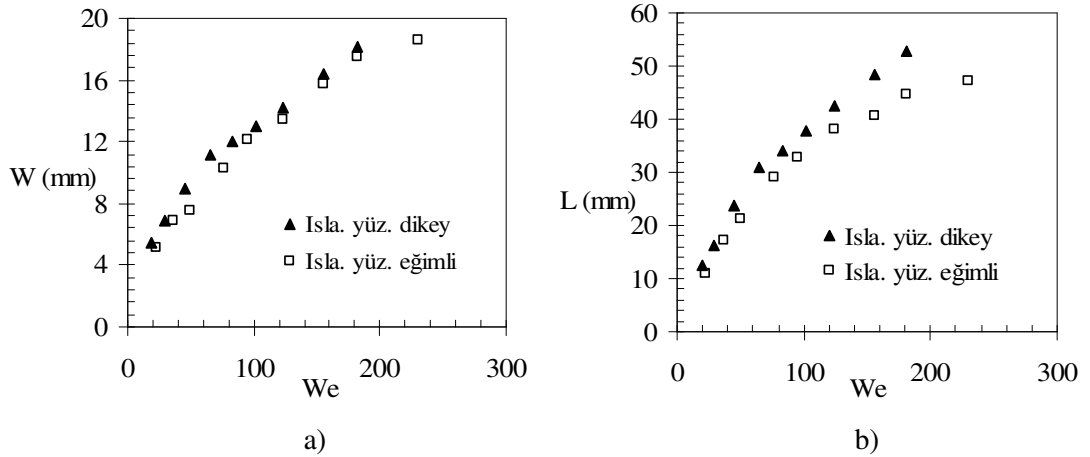 20
16
12
8
4
0
W (mm)
0
100
200
300
We
Isla. yüz. dikey
Isla. yüz. eğimli
a)
60
50
40
30
20
10
0
L (mm)
0
100
200
300
We
Isla. yüz. dikey
Isla. yüz. eğimli
b)